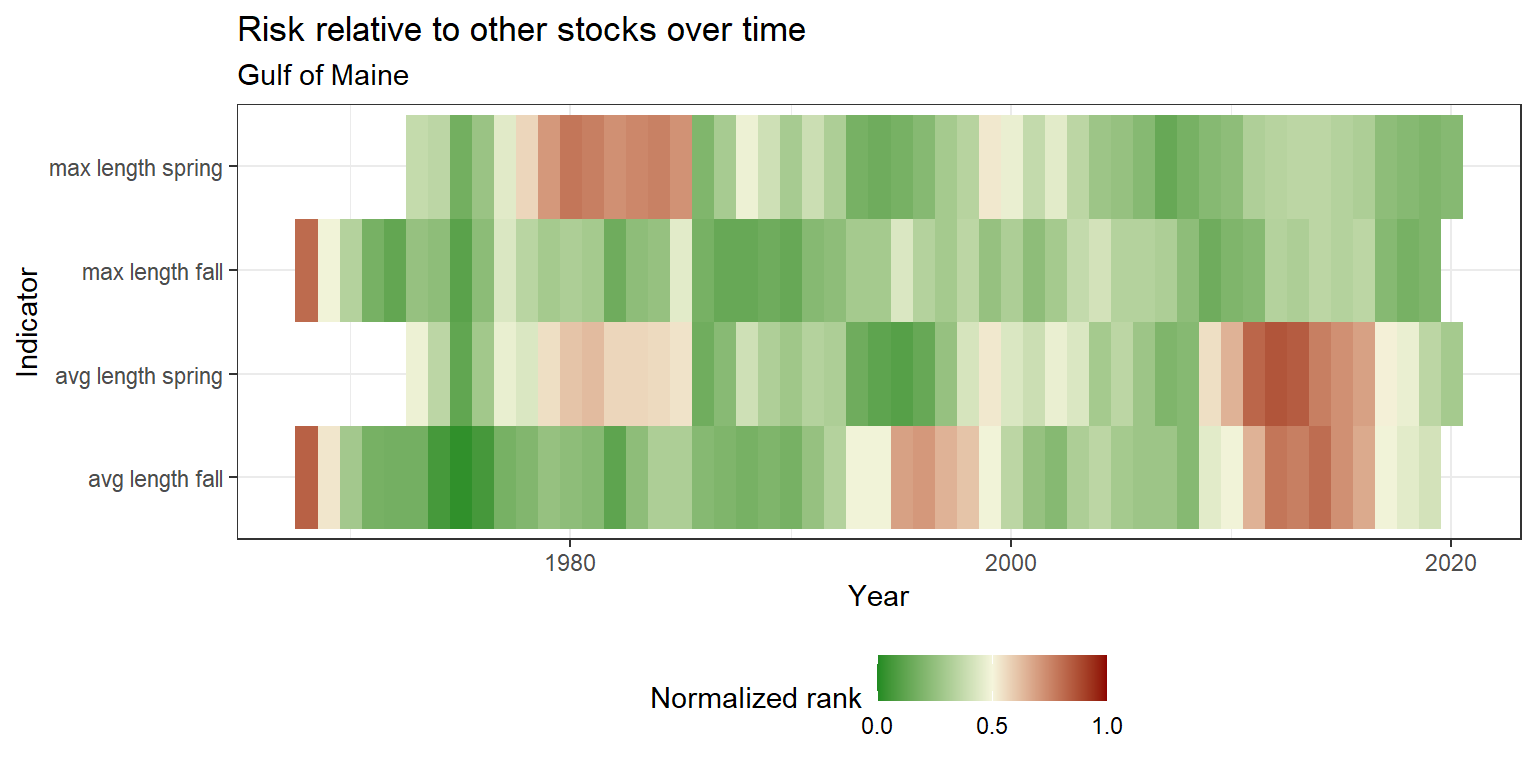 Risk relative to other stocks over time
Gulf of Maine
Indicator
max length spring
max length fall
avg length spring
avg length fall
1980 2000 2020
Year
Normalized rank
0.0 0.5 1.0